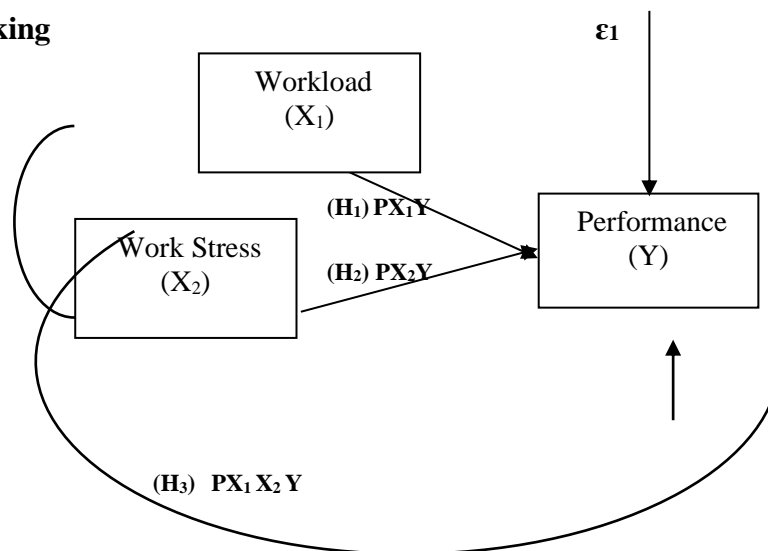 king
ε₁
Workload
(X₁)
(H₁) PX₁Y
Performance
(Y)
Work Stress
(X₂)
(H₂) PX₂Y
(H₃) PX₁ X₂ Y